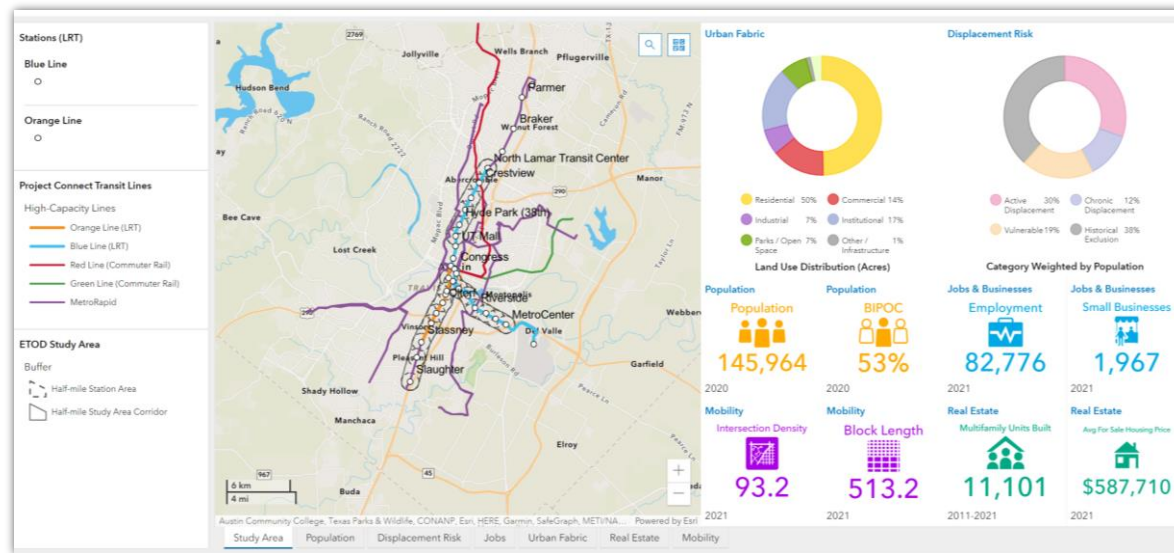 Stations (LRT)
Blue Line
Orange Line
Project Connect Transit Lines
High-Capacity Lines
Orange Line (LRT)
Blue Line (LRT)
Red Line (Commuter Rail)
Green Line (Commuter Rail)
MetroRapid
ETOD Study Area
Buffer
Half-mile Station Area
Half-mile Study Area Corridor
2769
Jollyville
Wells Branch
Pflugerville
Hudson Bend
Parmer
Braker
North Lamar Transit Center
Crestview
Manor
290
Bee Cave
Hyde Park (38th)
UT Mall
Lost Creek
Congress
Riverside
MetroCenter
Del Valle
290
Stassney
Pleasant Hill
Slaughter
Garfield
Shady Hollow
Manchaca
Elroy
967
45
Buda
6 km
4 mi
Austin Community College, Texas Parks & Wildlife, CONANP, Esri, HERE, Garmin, SafeGraph, METI/NA... Powered by Esri
Study Area Population Displacement Risk Jobs Urban Fabric Real Estate Mobility
Urban Fabric
Residential 50% Commercial 14%
Industrial 7% Institutional 17%
Parks / Open Space 7% Other / Infrastructure 1%
Land Use Distribution (Acres)
Displacement Risk
Active Displacement 30% Chronic Displacement 12%
Vulnerable 19% Historical Exclusion 38%
Category Weighted by Population
Population
Population
145,964
2020
Population
BIPOC
53%
2020
Jobs & Businesses
Employment
82,776
2021
Jobs & Businesses
Small Businesses
1,967
2021
Mobility
Intersection Density
93.2
2021
Mobility
Block Length
513.2
2021
Real Estate
Multifamily Units Built
11,101
2011-2021
Real Estate
Avg For Sale Housing Price
$587,710
2021